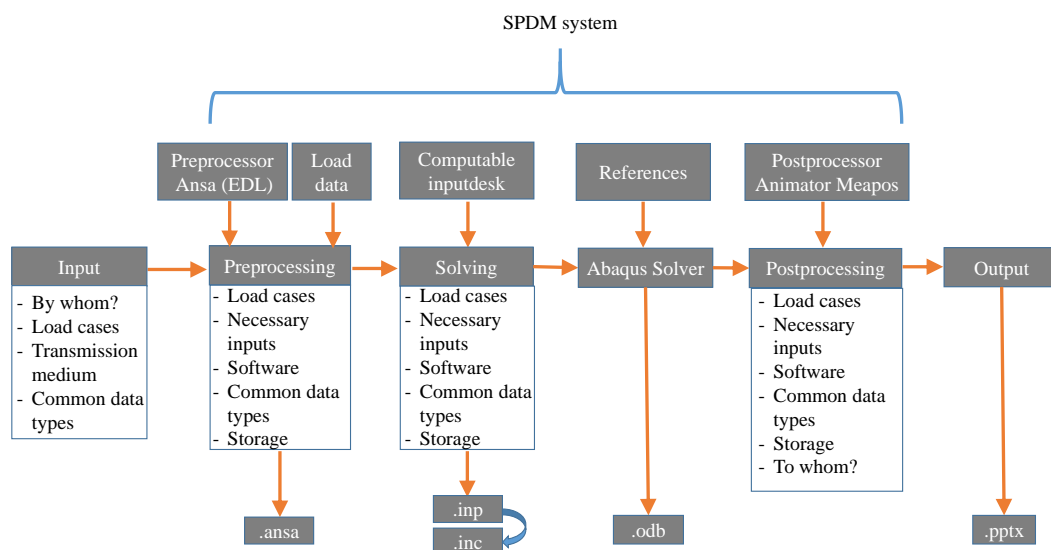 SPDM system
Preprocessor
Ansa (EDL)
Load
data
Computable
inputdesk
References
Postprocessor
Animator Meapos
Input
Preprocessing
Solving
Abaqus Solver
Postprocessing
Output
- By whom?
- Load cases
- Transmission
medium
- Common data
types
- Load cases
- Necessary
inputs
- Software
- Common data
types
- Storage
- Load cases
- Necessary
inputs
- Software
- Common data
types
- Storage
- Load cases
- Necessary
inputs
- Software
- Common data
types
- Storage
- To whom?
.ansa
.inp
.inc
.odb
.pptx